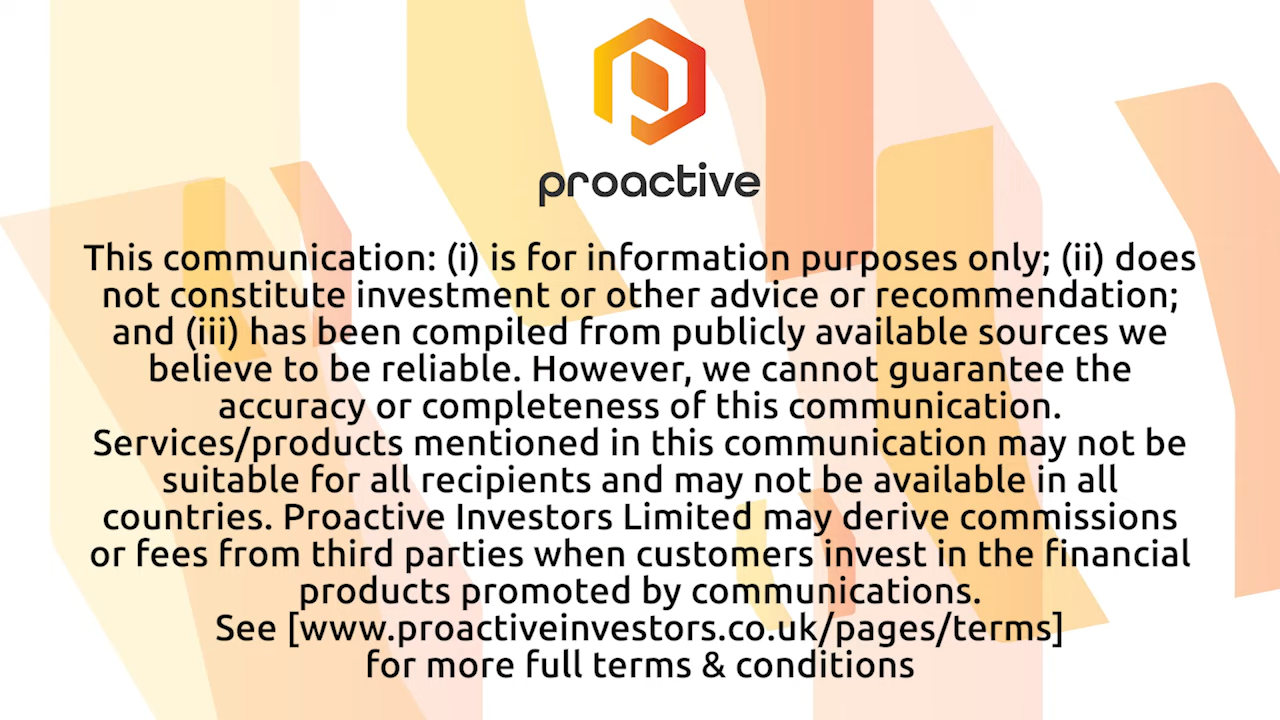 proactive
This communication: (i) is for information purposes only; (ii) does
not constitute investment or other advice or recommendation;
and (iii) has been compiled from publicly available sources we
believe to be reliable. However, we cannot guarantee the
accuracy or completeness of this communication.
Services/products mentioned in this communication may not be
suitable for all recipients and may not be available in all
countries. Proactive Investors Limited may derive commissions
or fees from third parties when customers invest in the financial
products promoted by communications.
See [www.proactiveinvestors.co.uk/pages/terms]
for more full terms & conditions